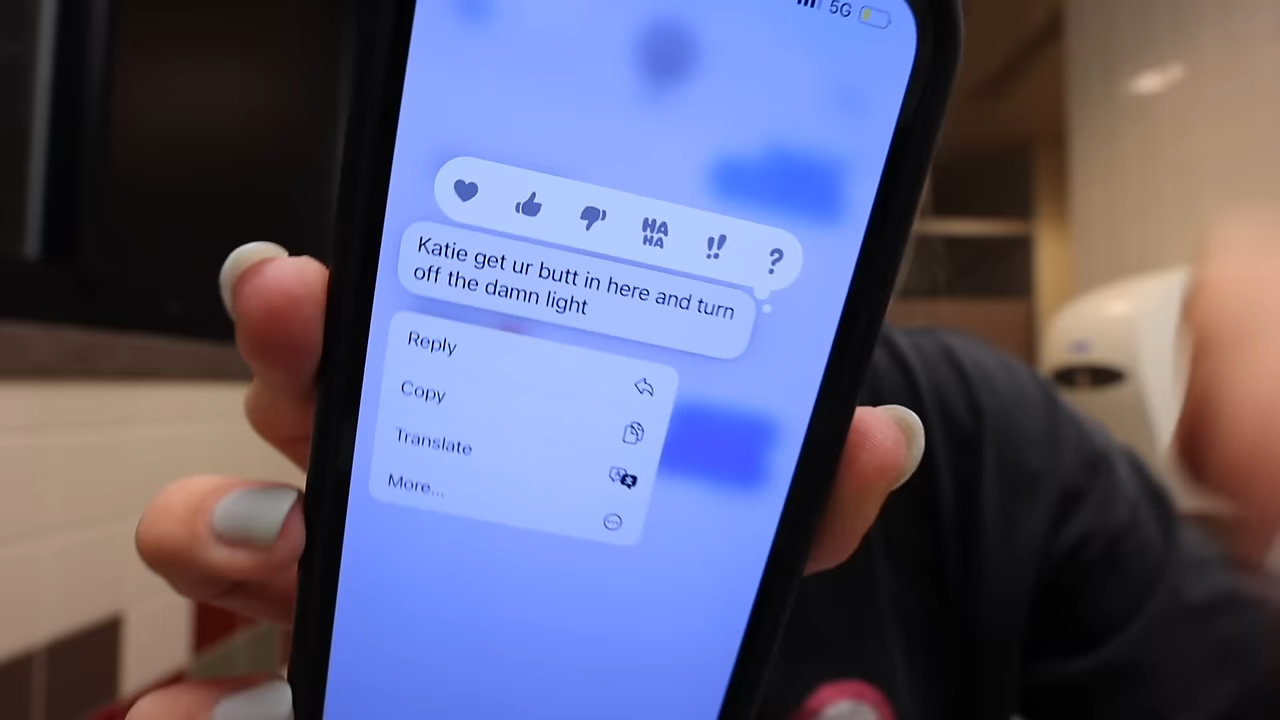 5G
HA
HA
!!
?
Katie get ur butt in here and turn
off the damn light
Reply
Copy
Translate
More...